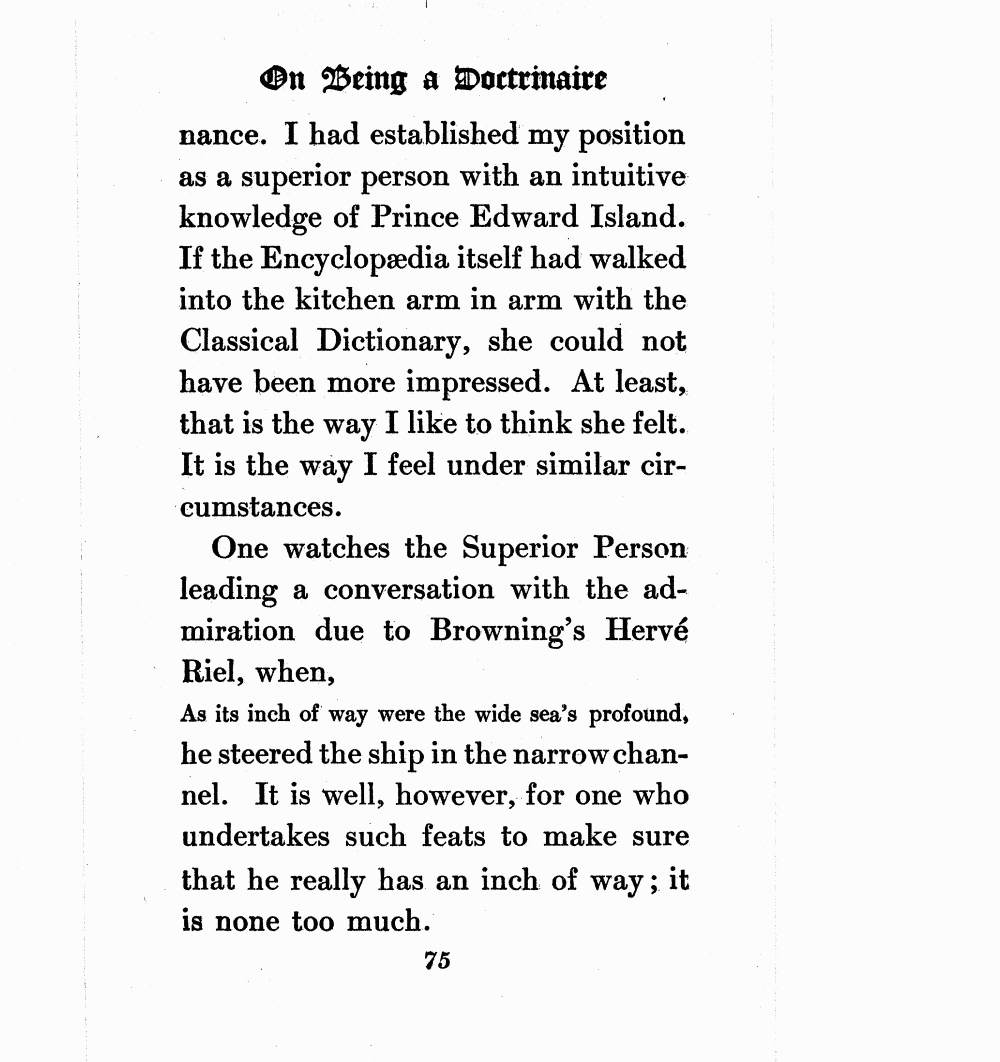 On Being a Doctrinaire
nance. I had established my position
as a superior person with an intuitive
knowledge of Prince Edward Island.
If the Encyclopædia itself had walked
into the kitchen arm in arm with the
Classical Dictionary, she could not
have been more impressed. At least,
that is the way I like to think she felt.
It is the way I feel under similar cir-
cumstances.
One watches the Superior Person
leading a conversation with the ad-
miration due to Browning's Hervé
Riel, when,
As its inch of way were the wide sea's profound,
he steered the ship in the narrow chan-
nel. It is well, however, for one who
undertakes such feats to make sure
that he really has an inch of way; it
is none too much.
75